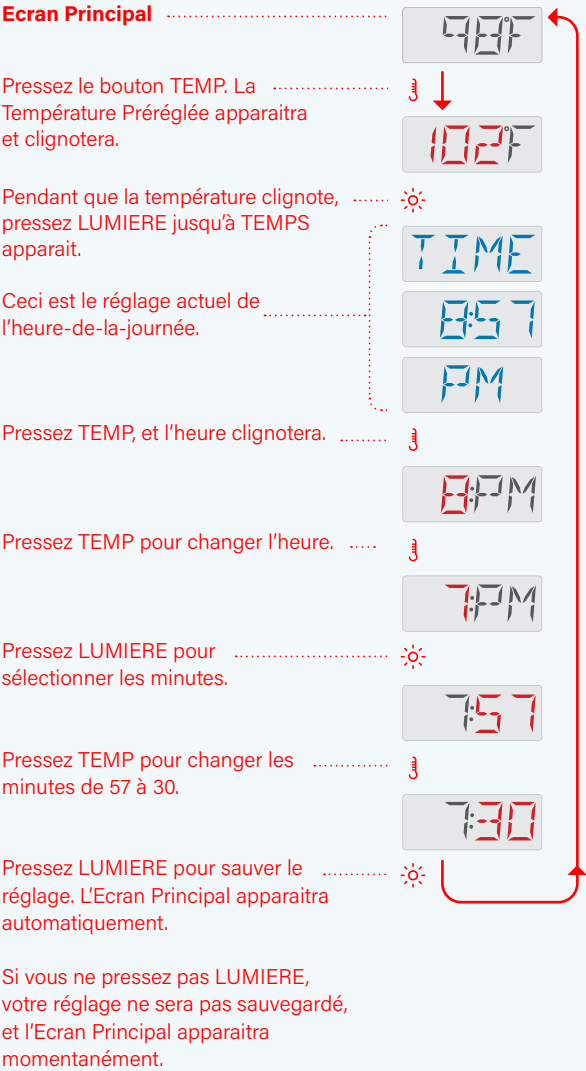 Ecran Principal
98°F
Pressez le bouton TEMP. La
Température Préréglée apparaitra
et clignotera.
102°F
Pendant que la température clignote,
pressez LUMIERE jusqu'à TEMPS
apparait.
TIME
Ceci est le réglage actuel de
l'heure-de-la-journée.
8:57
PM
Pressez TEMP, et l'heure clignotera.
8:PM
Pressez TEMP pour changer l'heure.
7:PM
Pressez LUMIERE pour
sélectionner les minutes.
7:57
Pressez TEMP pour changer les
minutes de 57 à 30.
7:30
Pressez LUMIERE pour sauver le
réglage. L'Ecran Principal apparaitra
automatiquement.
Si vous ne pressez pas LUMIERE,
votre réglage ne sera pas sauvegardé,
et l'Ecran Principal apparaitra
momentanément.